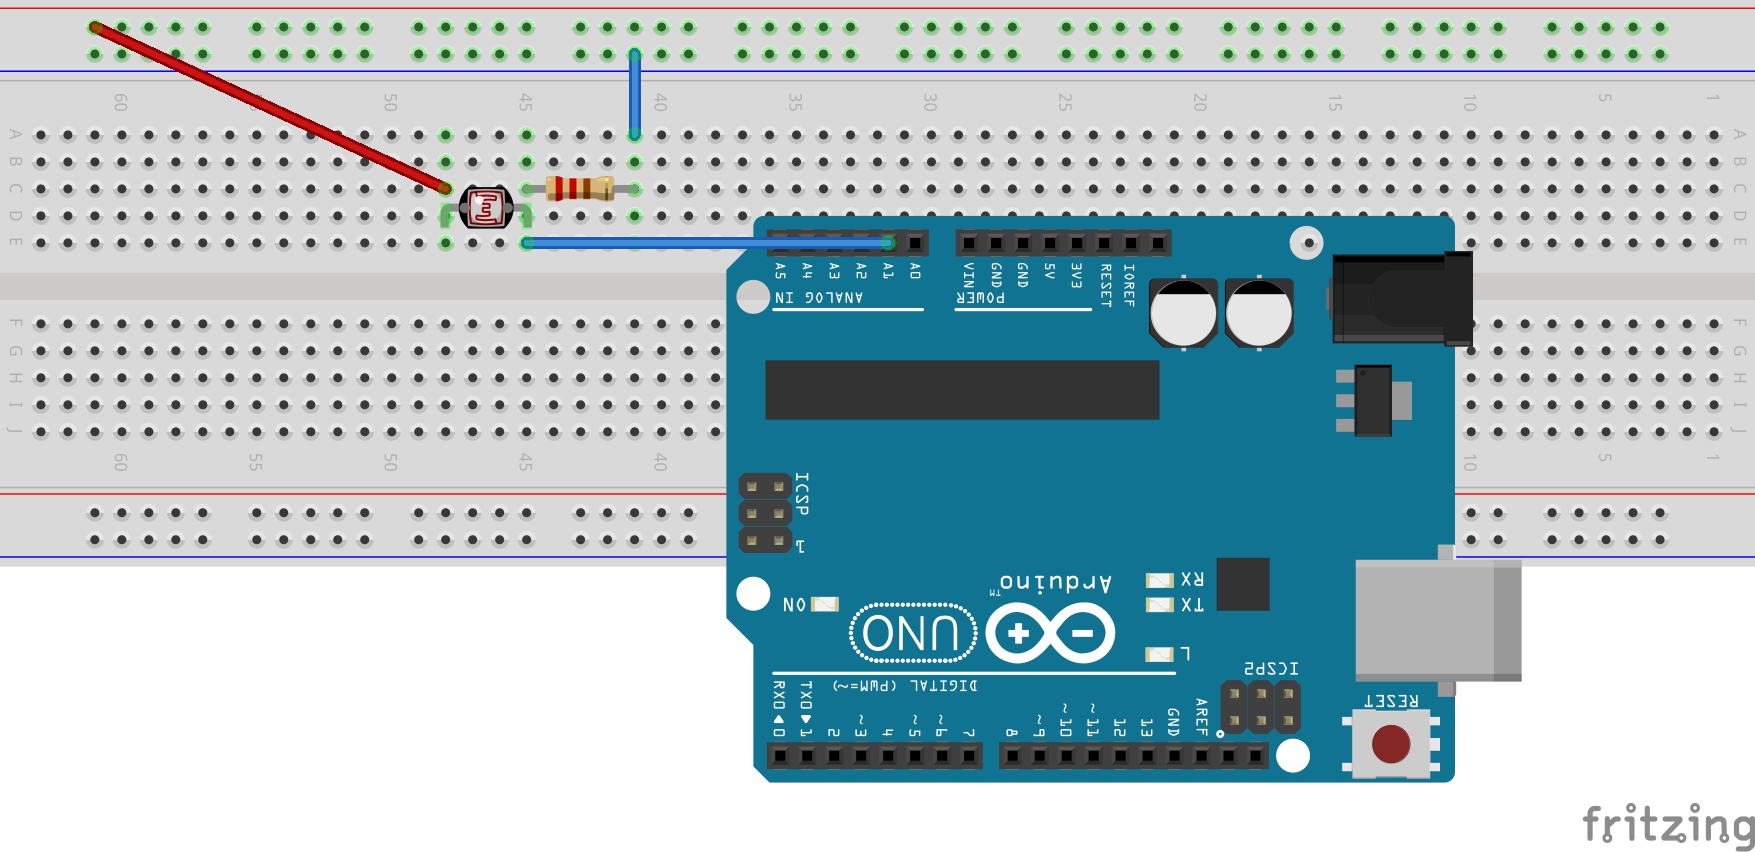 60 55 50 45 40 35 30 25 20 15 10 5 1
A A
B B
C C
D D
E E
A5 A4 A3 A2 A1 A0 VIN GND GND 5V 3V3 RESET IOREF
ANALOG IN POWER
F F
G G
H H
I I
J J
60 55 50 45 40 10 5 1
ICSP
1
Arduino™
RX
TX
ON
UNO
L
ICSP2
DIGITAL (PWM=~)
RESET
RX0 ▶0 TX0 ◀1 2 ~3 4 ~5 ~6 7 8 ~9 ~10 ~11 12 13 GND AREF
fritzing